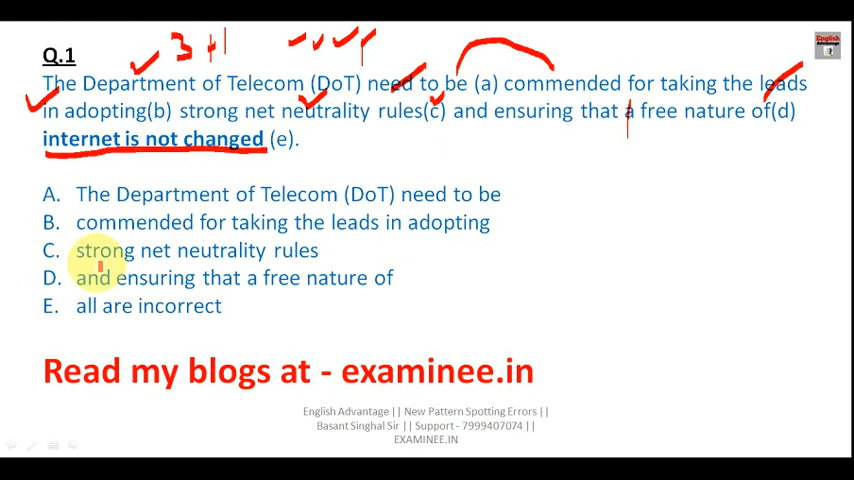 English
Advantage
3 +1
Q.1
The Department of Telecom (DoT) need to be (a) commended for taking the leads
in adopting(b) strong net neutrality rules(c) and ensuring that a free nature of(d)
internet is not changed (e).
A. The Department of Telecom (DoT) need to be
B. commended for taking the leads in adopting
C. strong net neutrality rules
D. and ensuring that a free nature of
E. all are incorrect
Read my blogs at - examinee.in
English Advantage || New Pattern Spotting Errors ||
Basant Singhal Sir || Support - 7999407074 ||
EXAMINEE.IN